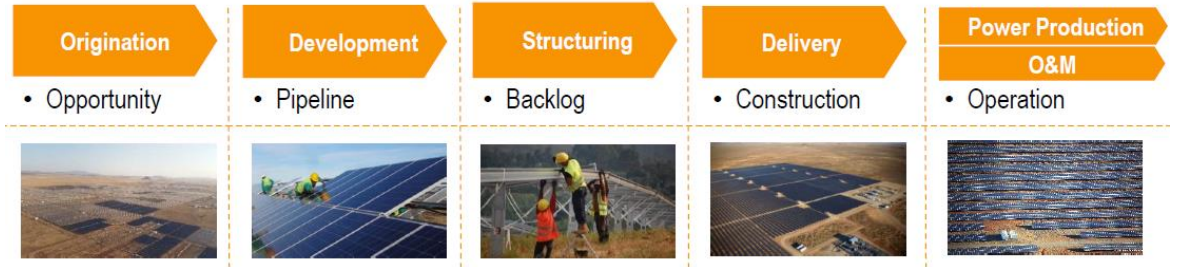 Origination
Development
Structuring
Delivery
Power Production
O&M
• Opportunity
• Pipeline
• Backlog
• Construction
• Operation